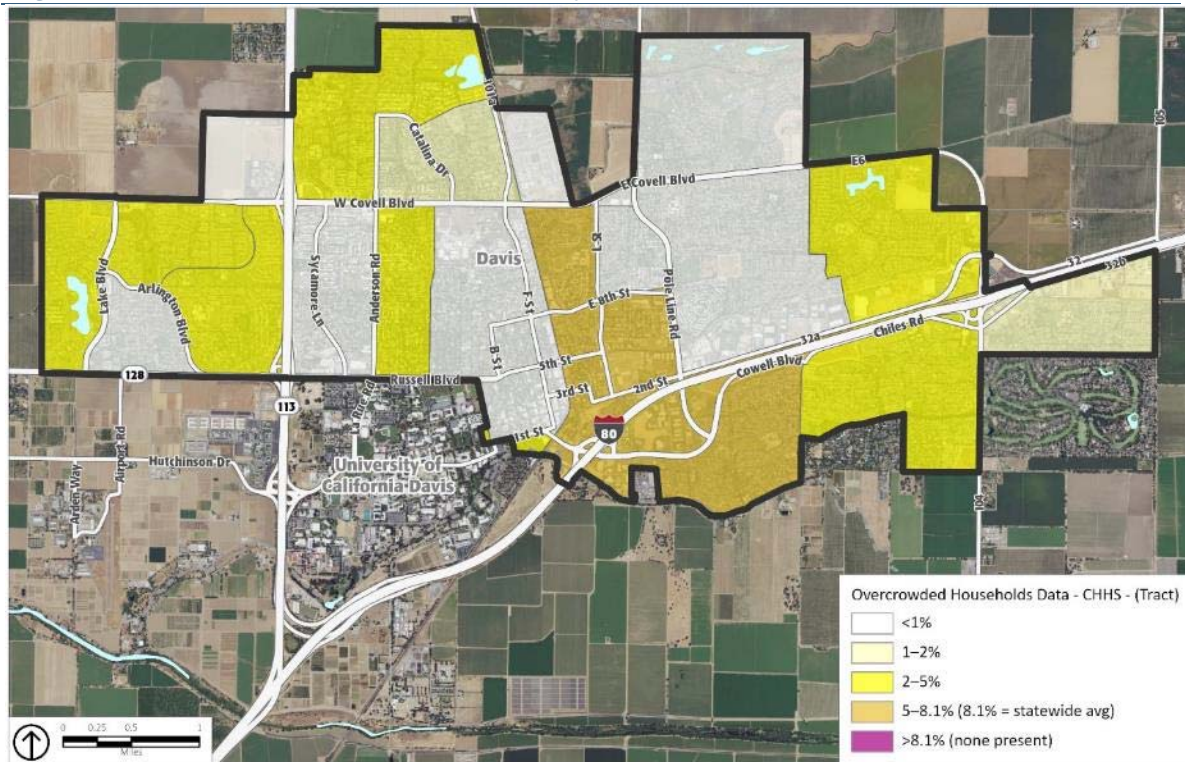 101a
Catalina Dr
105
E6
E Covell Blvd
W Covell Blvd
Davis
L St
Sycamore Ln
Anderson Rd
F St
Pole Line Rd
Lake Blvd
Arlington Blvd
32
32b
E 8th St
B St
5th St
32a
Chiles Rd
Cowell Blvd
128
Russell Blvd
3rd St
2nd St
113
1st St
80
Airport Rd
Hutchinson Dr
University of
California Davis
Arden Way
104
0 0.25 0.5 1
Miles
Overcrowded Households Data - CHHS - (Tract)
<1%
1–2%
2–5%
5–8.1% (8.1% = statewide avg)
>8.1% (none present)